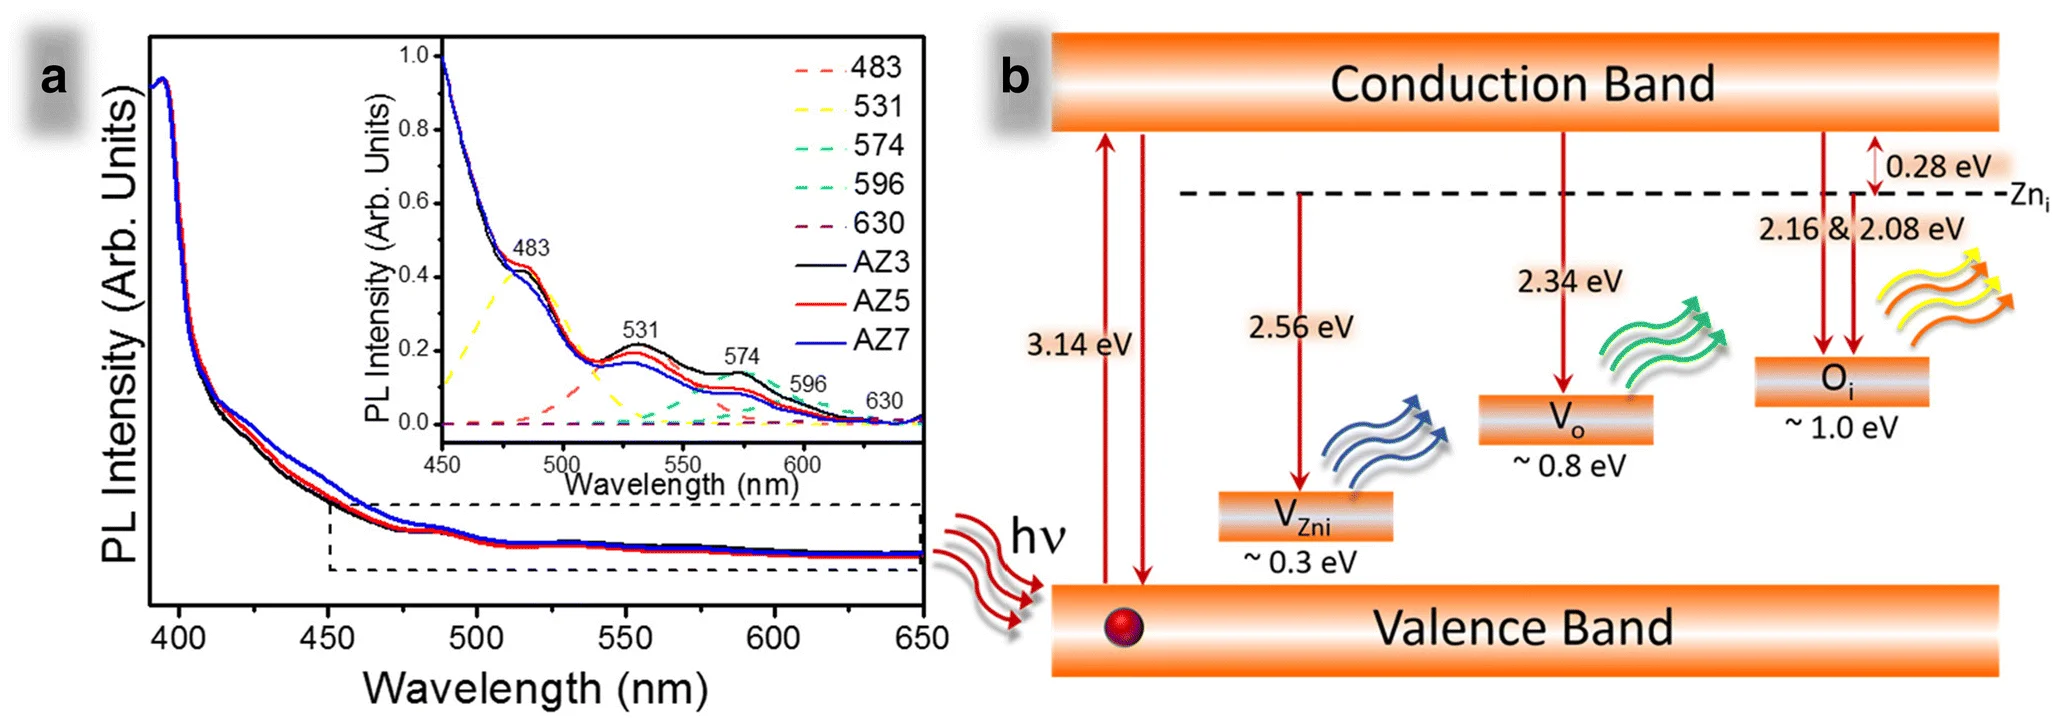 a
PL Intensity (Arb. Units)
400 450 500 550 600 650
Wavelength (nm)
PL Intensity (Arb. Units)
1.0
0.8
0.6
0.4
0.2
0.0
450 500 550 600
Wavelength (nm)
483
531
574
596
630
483
531
574
596
630
AZ3
AZ5
AZ7
b
Conduction Band
0.28 eV
Zni
2.16 & 2.08 eV
2.34 eV
2.56 eV
3.14 eV
Oi
~ 1.0 eV
Vo
~ 0.8 eV
VZni
~ 0.3 eV
hν
Valence Band